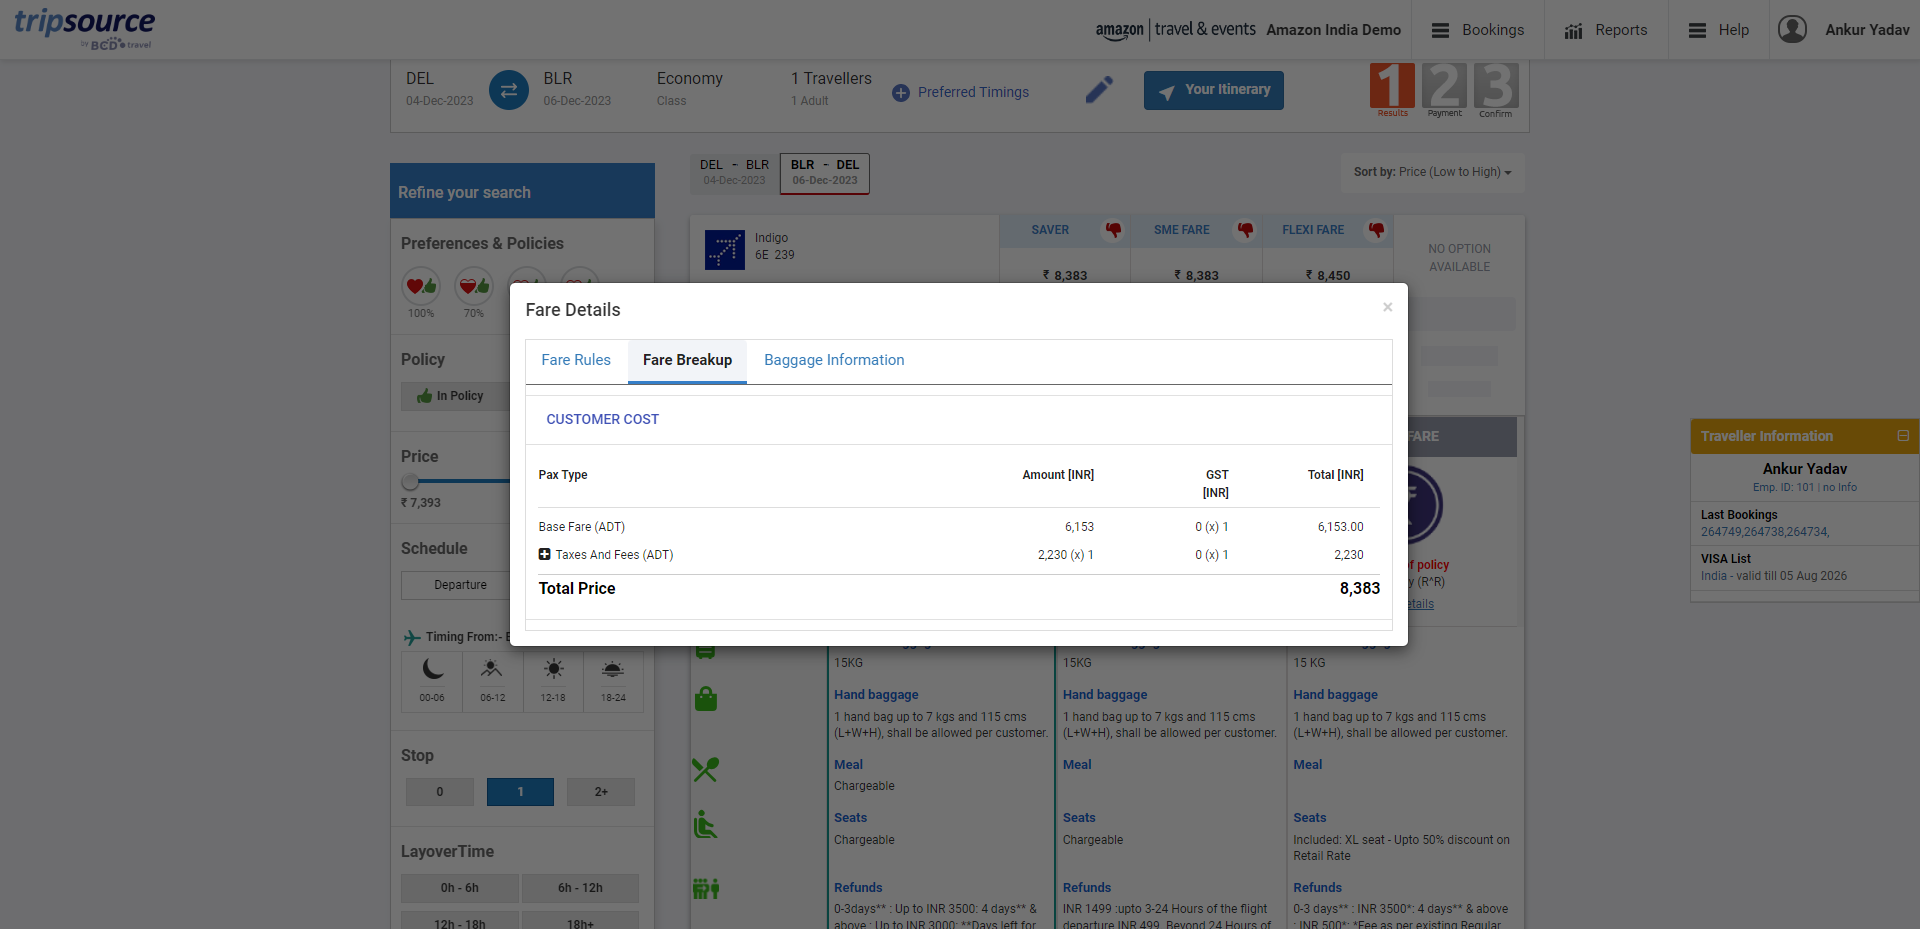 tripsource
by BCD travel
amazon | travel & events
Amazon India Demo
Bookings
Reports
Help
Ankur Yadav
DEL
04-Dec-2023
BLR
06-Dec-2023
Economy
Class
1 Travellers
1 Adult
Preferred Timings
Your Itinerary
1 2 3
Results Payment Confirm
Refine your search
Preferences & Policies
100% 70%
Policy
In Policy
Price
₹ 7,393
Schedule
Departure
Timing From:-
00-06 06-12 12-18 18-24
Stop
0 1 2+
LayoverTime
0h - 6h 6h - 12h
12h - 18h 18h+
DEL - BLR
04-Dec-2023
BLR - DEL
06-Dec-2023
Sort by: Price (Low to High)
Indigo
6E 239
SAVER SME FARE FLEXI FARE
₹ 8,383 ₹ 8,383 ₹ 8,450
NO OPTION
AVAILABLE
Fare Details
×
Fare Rules Fare Breakup Baggage Information
CUSTOMER COST
Pax Type Amount [INR] GST [INR] Total [INR]
Base Fare (ADT) 6,153 0 (x) 1 6,153.00
Taxes And Fees (ADT) 2,230 (x) 1 0 (x) 1 2,230
Total Price 8,383
FARE
policy
(R^R)
15KG 15KG 15 KG
Hand baggage Hand baggage Hand baggage
1 hand bag up to 7 kgs and 115 cms 1 hand bag up to 7 kgs and 115 cms 1 hand bag up to 7 kgs and 115 cms
(L+W+H), shall be allowed per customer. (L+W+H), shall be allowed per customer. (L+W+H), shall be allowed per customer.
Meal Meal Meal
Chargeable
Seats Seats Seats
Chargeable Chargeable Included: XL seat - Upto 50% discount on
Retail Rate
Refunds Refunds Refunds
0-3days** : Up to INR 3500: 4 days** & INR 1499 :upto 3-24 Hours of the flight 0-3 days** : INR 3500*: 4 days** & above
above : Up to INR 3000: **Days left for departure INR 499, Beyond 24 Hours of : INR 500*: *Fee as per existing Regular
Traveller Information
Ankur Yadav
Emp. ID: 101 | no Info
Last Bookings
264749,264738,264734,
VISA List
India - valid till 05 Aug 2026